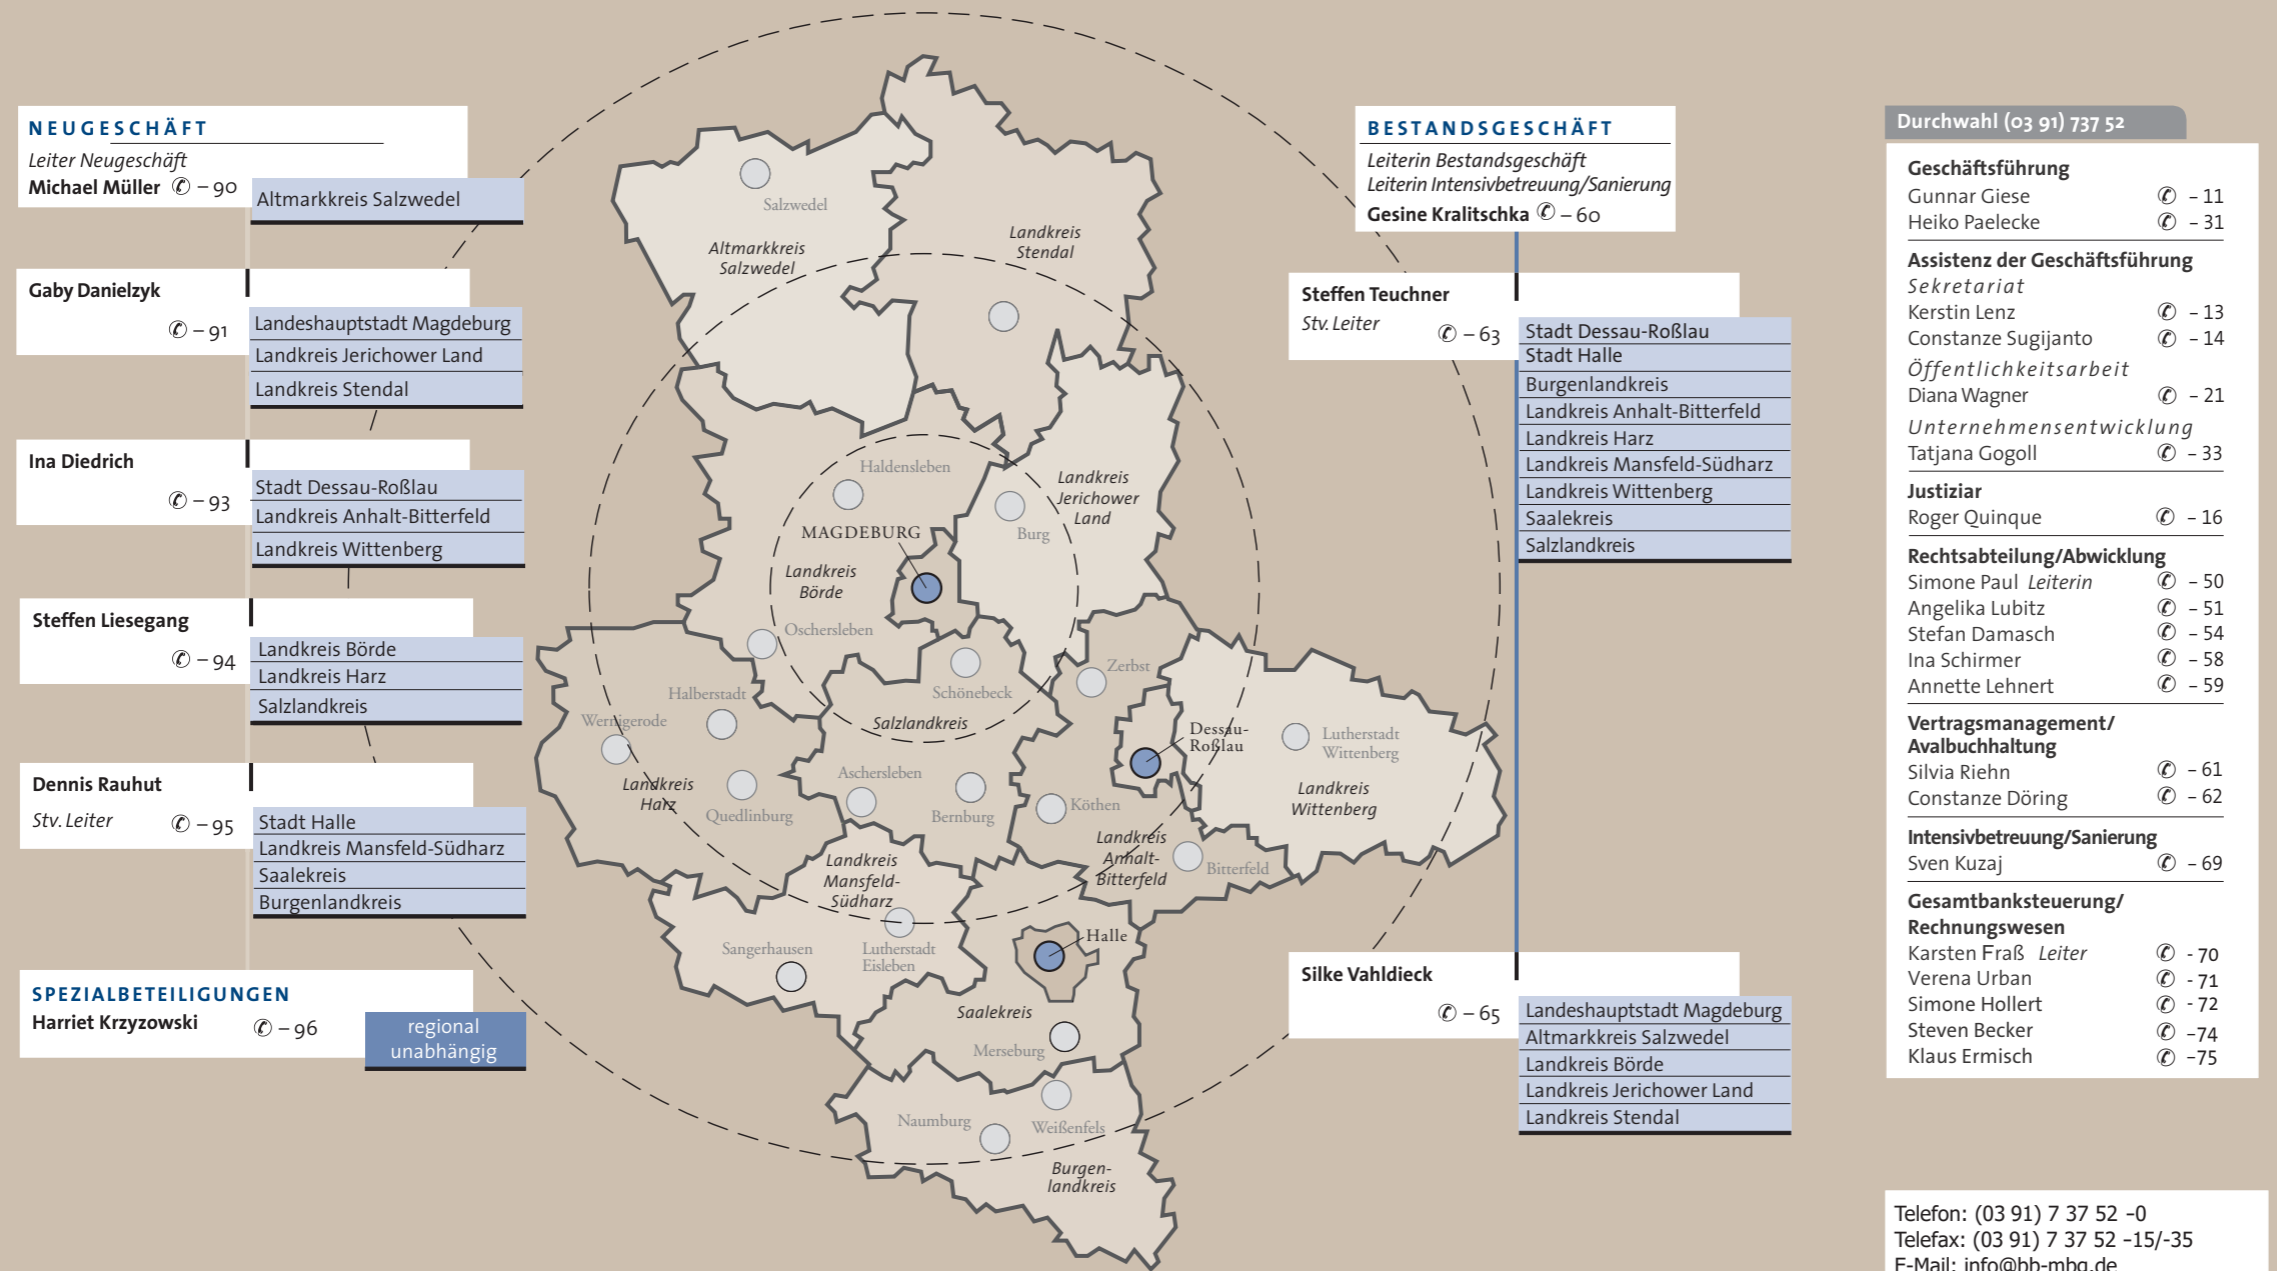 NEUGESCHÄFT
Leiter Neugeschäft
Michael Müller ✆ – 90
Altmarkkreis Salzwedel
Gaby Danielzyk
✆ – 91
Landeshauptstadt Magdeburg
Landkreis Jerichower Land
Landkreis Stendal
Ina Diedrich
✆ – 93
Stadt Dessau-Roßlau
Landkreis Anhalt-Bitterfeld
Landkreis Wittenberg
Steffen Liesegang
✆ – 94
Landkreis Börde
Landkreis Harz
Salzlandkreis
Dennis Rauhut
Stv. Leiter ✆ – 95
Stadt Halle
Landkreis Mansfeld-Südharz
Saalekreis
Burgenlandkreis
SPEZIALBETEILIGUNGEN
Harriet Krzyzowski ✆ – 96
regional
unabhängig
Salzwedel
Altmarkkreis
Salzwedel
Landkreis
Stendal
Haldensleben
MAGDEBURG
Landkreis
Börde
Landkreis
Jerichower
Land
Burg
Oschersleben
Schönebeck
Zerbst
Halberstadt
Wernigerode
Salzlandkreis
Landkreis
Harz
Quedlinburg
Aschersleben
Bernburg
Köthen
Dessau-
Roßlau
Lutherstadt
Wittenberg
Landkreis
Wittenberg
Landkreis
Anhalt-
Bitterfeld
Bitterfeld
Landkreis
Mansfeld-
Südharz
Sangerhausen
Lutherstadt
Eisleben
Halle
Saalekreis
Merseburg
Naumburg
Weißenfels
Burgen-
landkreis
BESTANDSGESCHÄFT
Leiterin Bestandsgeschäft
Leiterin Intensivbetreuung/Sanierung
Gesine Kralitschka ✆ – 60
Steffen Teuchner
Stv. Leiter ✆ – 63
Stadt Dessau-Roßlau
Stadt Halle
Burgenlandkreis
Landkreis Anhalt-Bitterfeld
Landkreis Harz
Landkreis Mansfeld-Südharz
Landkreis Wittenberg
Saalekreis
Salzlandkreis
Silke Vahldieck
✆ – 65
Landeshauptstadt Magdeburg
Altmarkkreis Salzwedel
Landkreis Börde
Landkreis Jerichower Land
Landkreis Stendal
Durchwahl (03 91) 737 52
Geschäftsführung
Gunnar Giese ✆ – 11
Heiko Paelecke ✆ – 31
Assistenz der Geschäftsführung
Sekretariat
Kerstin Lenz ✆ – 13
Constanze Sugijanto ✆ – 14
Öffentlichkeitsarbeit
Diana Wagner ✆ – 21
Unternehmensentwicklung
Tatjana Gogoll ✆ – 33
Justiziar
Roger Quinque ✆ – 16
Rechtsabteilung/Abwicklung
Simone Paul Leiterin ✆ – 50
Angelika Lubitz ✆ – 51
Stefan Damasch ✆ – 54
Ina Schirmer ✆ – 58
Annette Lehnert ✆ – 59
Vertragsmanagement/
Avalbuchhaltung
Silvia Riehn ✆ – 61
Constanze Döring ✆ – 62
Intensivbetreuung/Sanierung
Sven Kuzaj ✆ – 69
Gesamtbanksteuerung/
Rechnungswesen
Karsten Fraß Leiter ✆ - 70
Verena Urban ✆ - 71
Simone Hollert ✆ - 72
Steven Becker ✆ –74
Klaus Ermisch ✆ –75
Telefon: (03 91) 7 37 52 -0
Telefax: (03 91) 7 37 52 -15/-35
E-Mail: info@bb-mbg.de